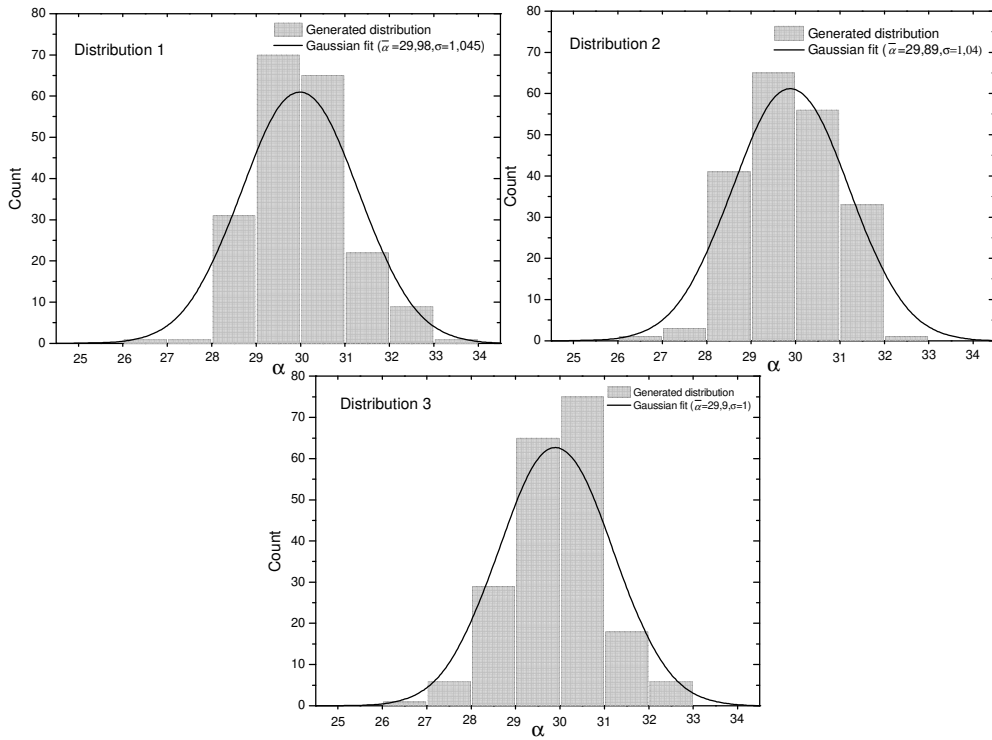 Distribution 1
Generated distribution
Gaussian fit (α̅=29,98,σ=1,045)
Count
80
70
60
50
40
30
20
10
0
25 26 27 28 29 30 31 32 33 34
α
Distribution 2
Generated distribution
Gaussian fit (α̅=29,89,σ=1,04)
Count
80
70
60
50
40
30
20
10
0
25 26 27 28 29 30 31 32 33 34
α
Distribution 3
Generated distribution
Gaussian fit (α̅=29,9,σ=1)
Count
80
70
60
50
40
30
20
10
0
25 26 27 28 29 30 31 32 33 34
α